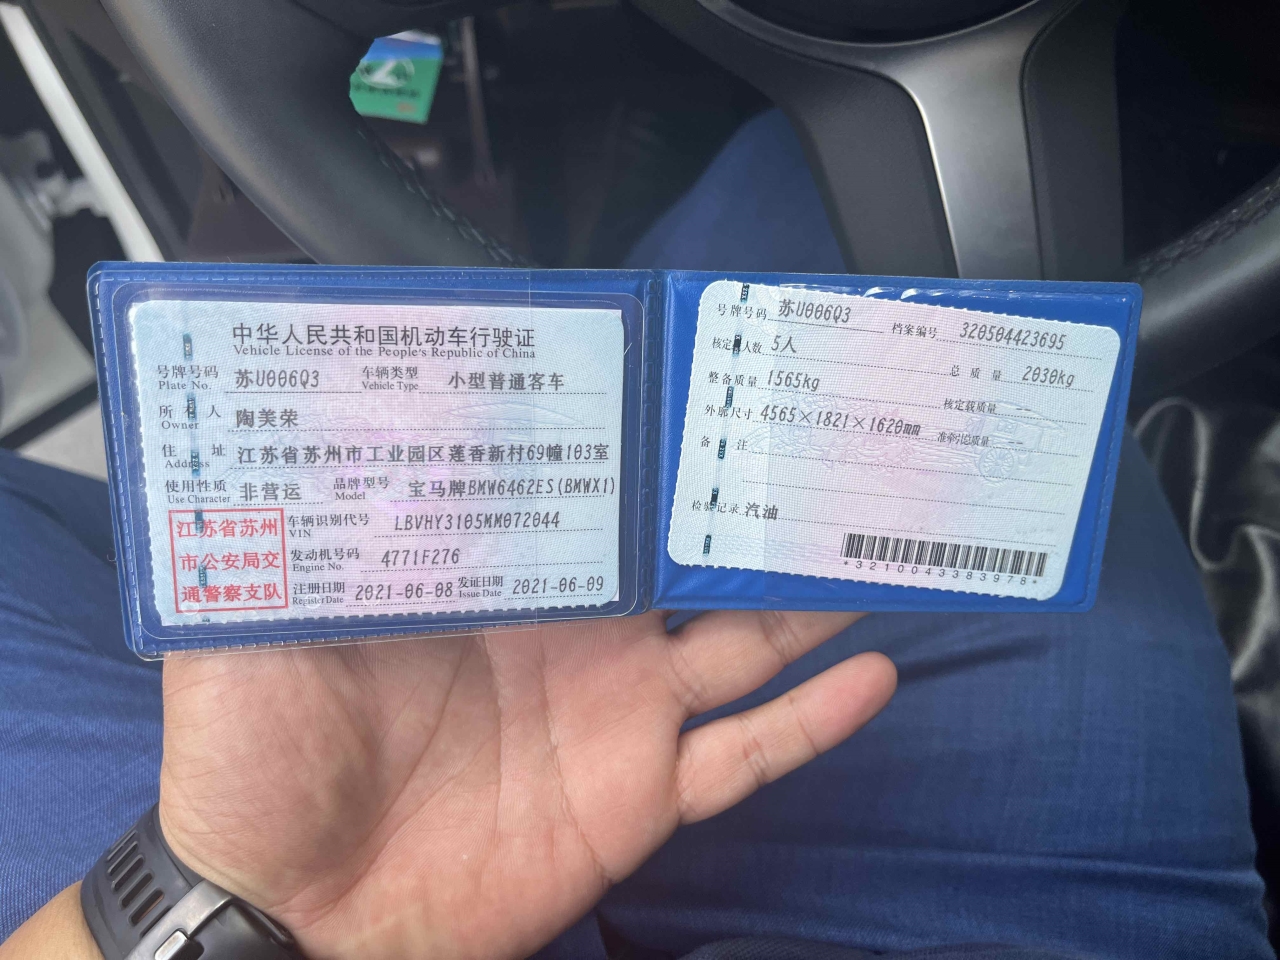 中华人民共和国机动车行驶证
Vehicle License of the People's Republic of China
号牌号码 苏U006Q3 车辆类型 小型普通客车
Plate No. Vehicle Type
所有人 陶美荣
Owner
住址 江苏省苏州市工业园区莲香新村69幢103室
Address
使用性质 非营运 品牌型号 宝马牌BMW6462ES(BMWX1)
Use Character Model
江苏省苏州
市公安局交
通警察支队
车辆识别代号 LBVHY3105MM072044
VIN
发动机号码 4771F276
Engine No.
注册日期 2021-06-08 发证日期 2021-06-09
Register Date Issue Date
号牌号码 苏U006Q3 档案编号 320504423695
核定载人数 5人 总质量 2030kg
整备质量 1565kg 核定载质量 --
外廓尺寸 4565×1821×1620mm 准牵引总质量 --
备注
检验记录 汽油
*3210043383978*